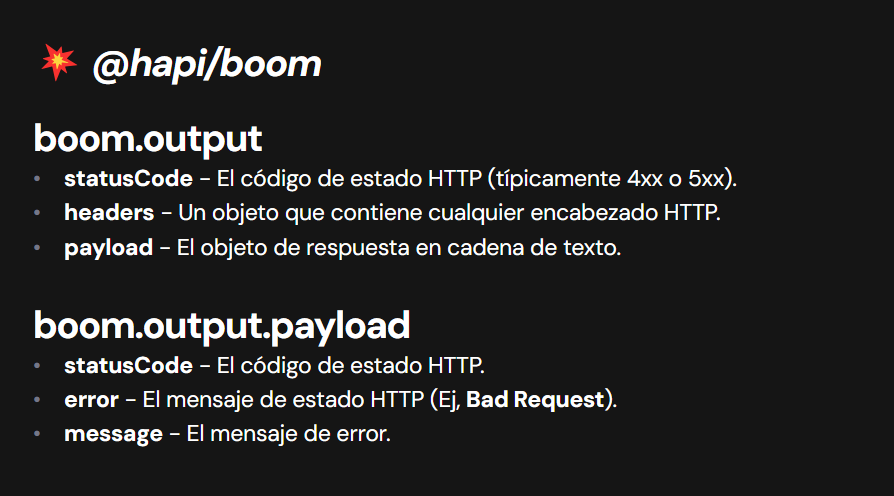 💥 @hapi/boom
boom.output
• statusCode – El código de estado HTTP (típicamente 4xx o 5xx).
• headers – Un objeto que contiene cualquier encabezado HTTP.
• payload – El objeto de respuesta en cadena de texto.
boom.output.payload
• statusCode – El código de estado HTTP.
• error – El mensaje de estado HTTP (Ej, Bad Request).
• message – El mensaje de error.